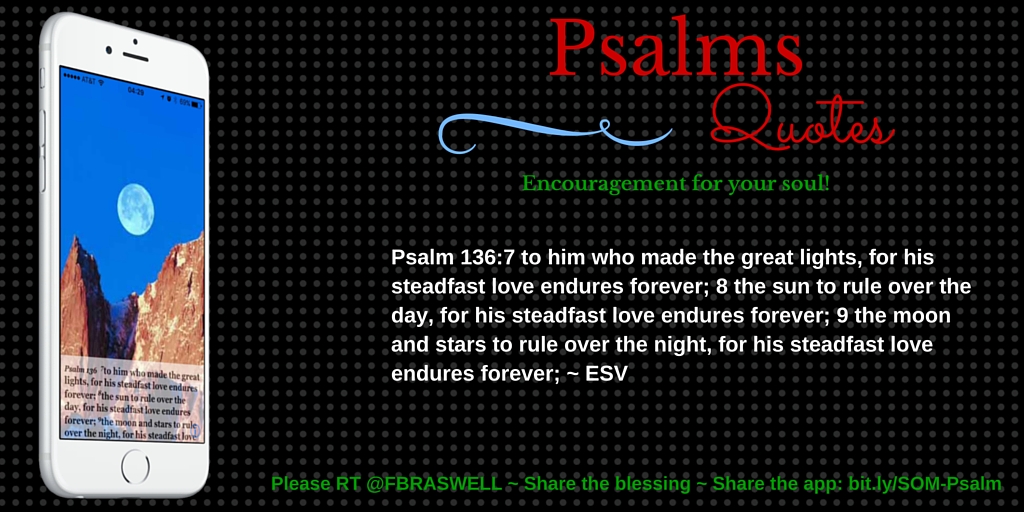 AT&T
04:29
89%
Psalm 136 7to him who made the great
lights, for his steadfast love endures
forever; 8the sun to rule over the
day, for his steadfast love endures
forever; 9the moon and stars to rule
over the night, for his steadfast love
Psalms
Quotes
Encouragement for your soul!
Psalm 136:7 to him who made the great lights, for his
steadfast love endures forever; 8 the sun to rule over the
day, for his steadfast love endures forever; 9 the moon
and stars to rule over the night, for his steadfast love
endures forever; ~ ESV
Please RT @FBRASWELL ~ Share the blessing ~ Share the app: bit.ly/SOM-Psalm